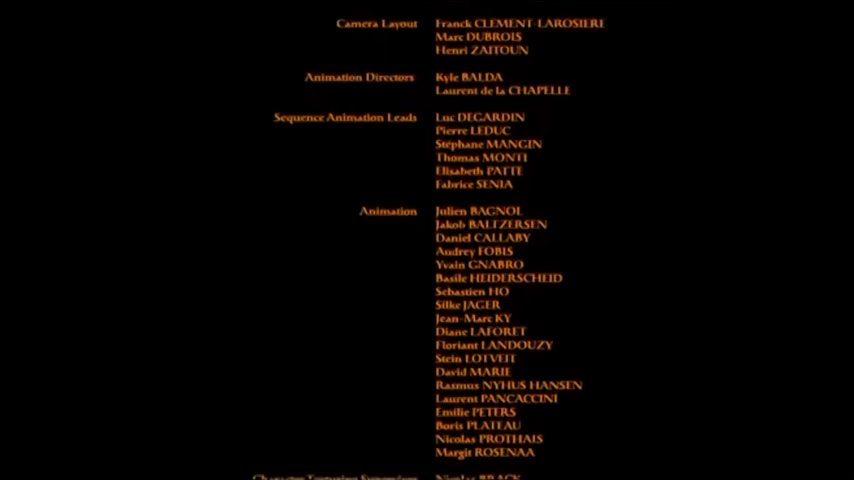 Camera Layout Franck CLEMENT-LAROSIERE
Marc DUBROIS
Henri ZAITOUN
Animation Directors Kyle BALDA
Laurent de la CHAPELLE
Sequence Animation Leads Luc DEGARDIN
Pierre LEDUC
Stéphane MANGIN
Thomas MONTI
Elisabeth PATTE
Fabrice SENIA
Animation Julien BAGNOL
Jakob BALTZERSEN
Daniel CALLABY
Audrey FOBIS
Yvain GNABRO
Basile HEIDERSCHEID
Sebastien HO
Silke JAGER
Jean-Marc KY
Diane LAFORET
Floriant LANDOUZY
Stein LOTVEIT
David MARIE
Rasmus NYHUS HANSEN
Laurent PANCACCINI
Emilie PETERS
Boris PLATEAU
Nicolas PROTHAIS
Margit ROSENAA